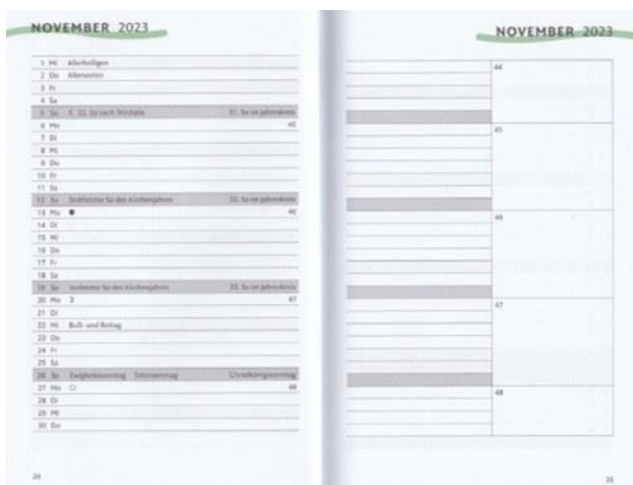 NOVEMBER 2023
1 Mi Allerheiligen
2 Do Allerseelen
3 Fr
4 Sa
5 So 22. So nach Trinitatis 31. So im Jahreskreis
6 Mo 45
7 Di
8 Mi
9 Do
10 Fr
11 Sa
12 So Drittletzter So des Kirchenjahres 32. So im Jahreskreis
13 Mo 46
14 Di
15 Mi
16 Do
17 Fr
18 Sa
19 So Vorletzter So des Kirchenjahres 33. So im Jahreskreis
20 Mo 47
21 Di
22 Mi Buß- und Bettag
23 Do
24 Fr
25 Sa
26 So Ewigkeitssonntag Totensonntag Christkönigssonntag
27 Mo 48
28 Di
29 Mi
30 Do
24
NOVEMBER 2023
44
45
46
47
48
25